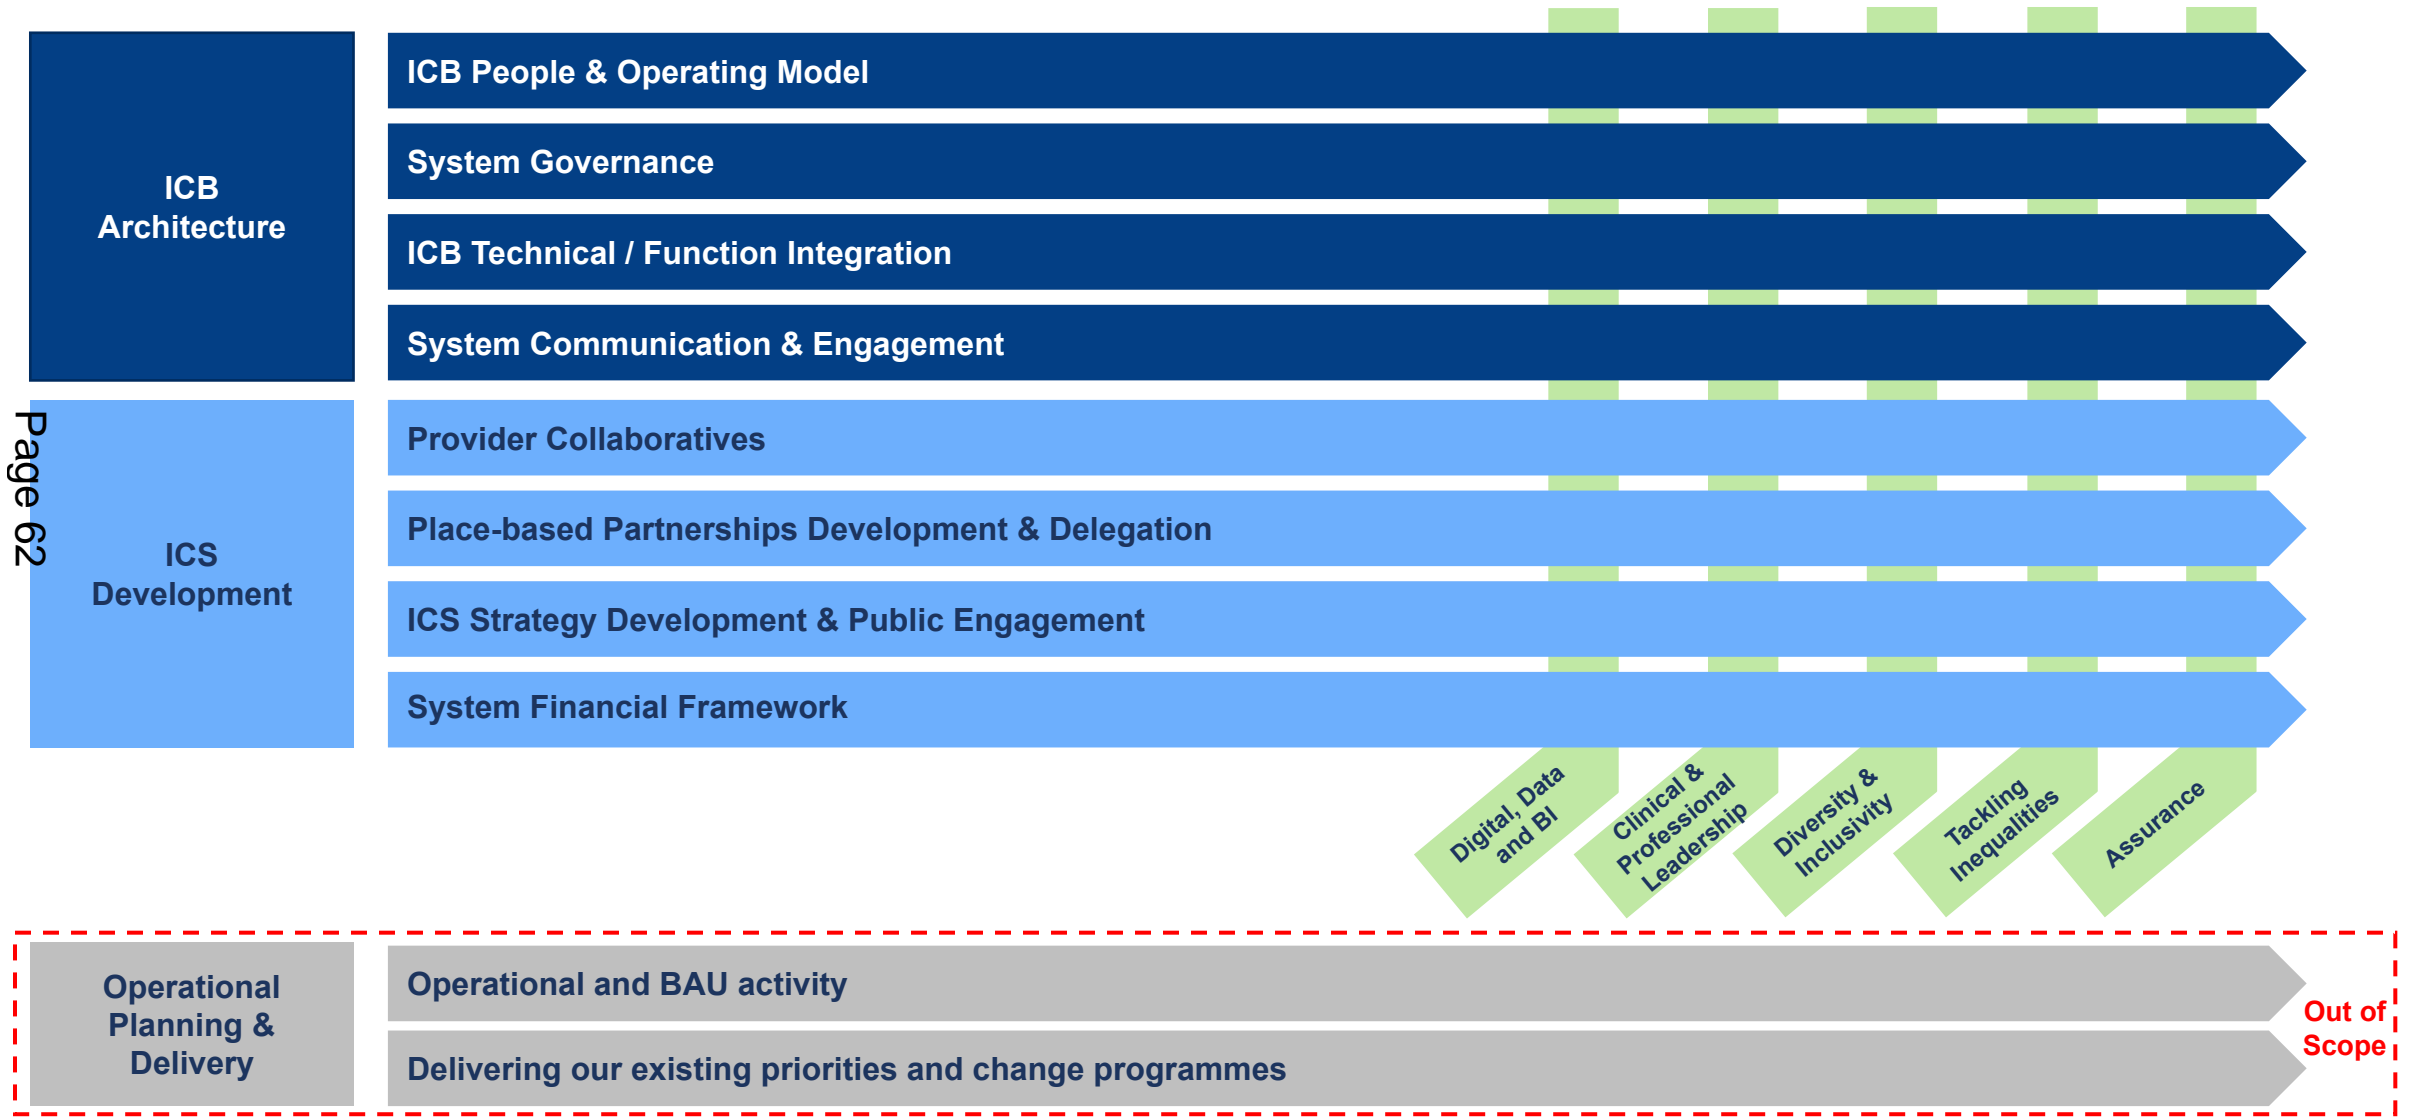 ICB
Architecture
ICB People & Operating Model
System Governance
ICB Technical / Function Integration
System Communication & Engagement
Page 62
ICS
Development
Provider Collaboratives
Place-based Partnerships Development & Delegation
ICS Strategy Development & Public Engagement
System Financial Framework
Digital, Data
and BI
Clinical &
Professional
Leadership
Diversity &
Inclusivity
Tackling
Inequalities
Assurance
Operational
Planning &
Delivery
Operational and BAU activity
Delivering our existing priorities and change programmes
Out of
Scope